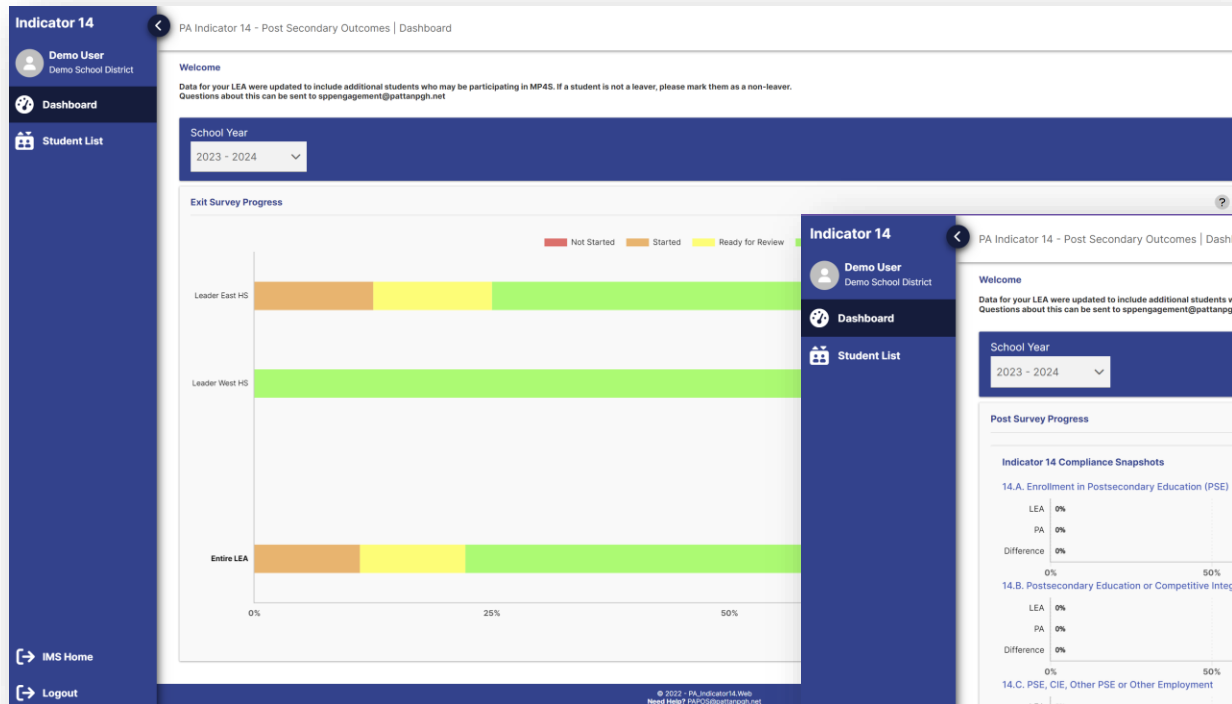 Indicator 14
Demo User
Demo School District
Dashboard
Student List
IMS Home
Logout
PA Indicator 14 - Post Secondary Outcomes | Dashboard
Welcome
Data for your LEA were updated to include additional students who may be participating in MP4S. If a student is not a leaver, please mark them as a non-leaver.
Questions about this can be sent to sppengagement@pattanpgh.net
School Year
2023 - 2024
Exit Survey Progress
?
Not Started Started Ready for Review
Leader East HS
Leader West HS
Entire LEA
0% 25% 50%
© 2022 - PA_Indicator14.Web
Need Help? PAPOS@pattanpgh.net
Indicator 14
Demo User
Demo School District
Dashboard
Student List
PA Indicator 14 - Post Secondary Outcomes | Dash
Welcome
Data for your LEA were updated to include additional students
Questions about this can be sent to sppengagement@pattanpg
School Year
2023 - 2024
Post Survey Progress
Indicator 14 Compliance Snapshots
14.A. Enrollment in Postsecondary Education (PSE)
LEA 0%
PA 0%
Difference 0%
0% 50%
14.B. Postsecondary Education or Competitive Integ
LEA 0%
PA 0%
Difference 0%
0% 50%
14.C. PSE, CIE, Other PSE or Other Employment